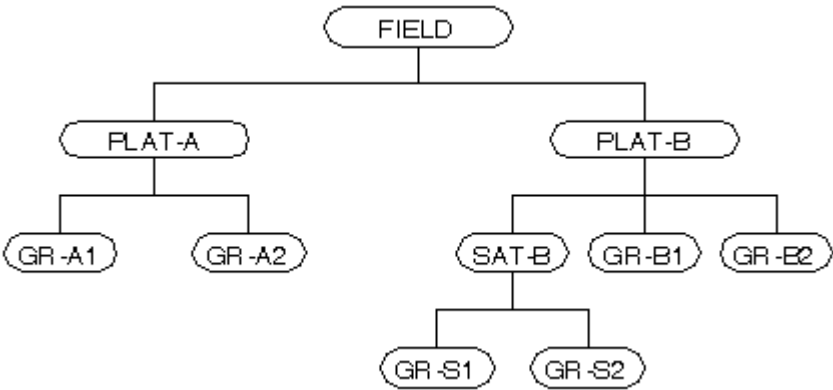 FIELD
PLAT-A
PLAT-B
GR-A1
GR-A2
SAT-B
GR-B1
GR-B2
GR-S1
GR-S2